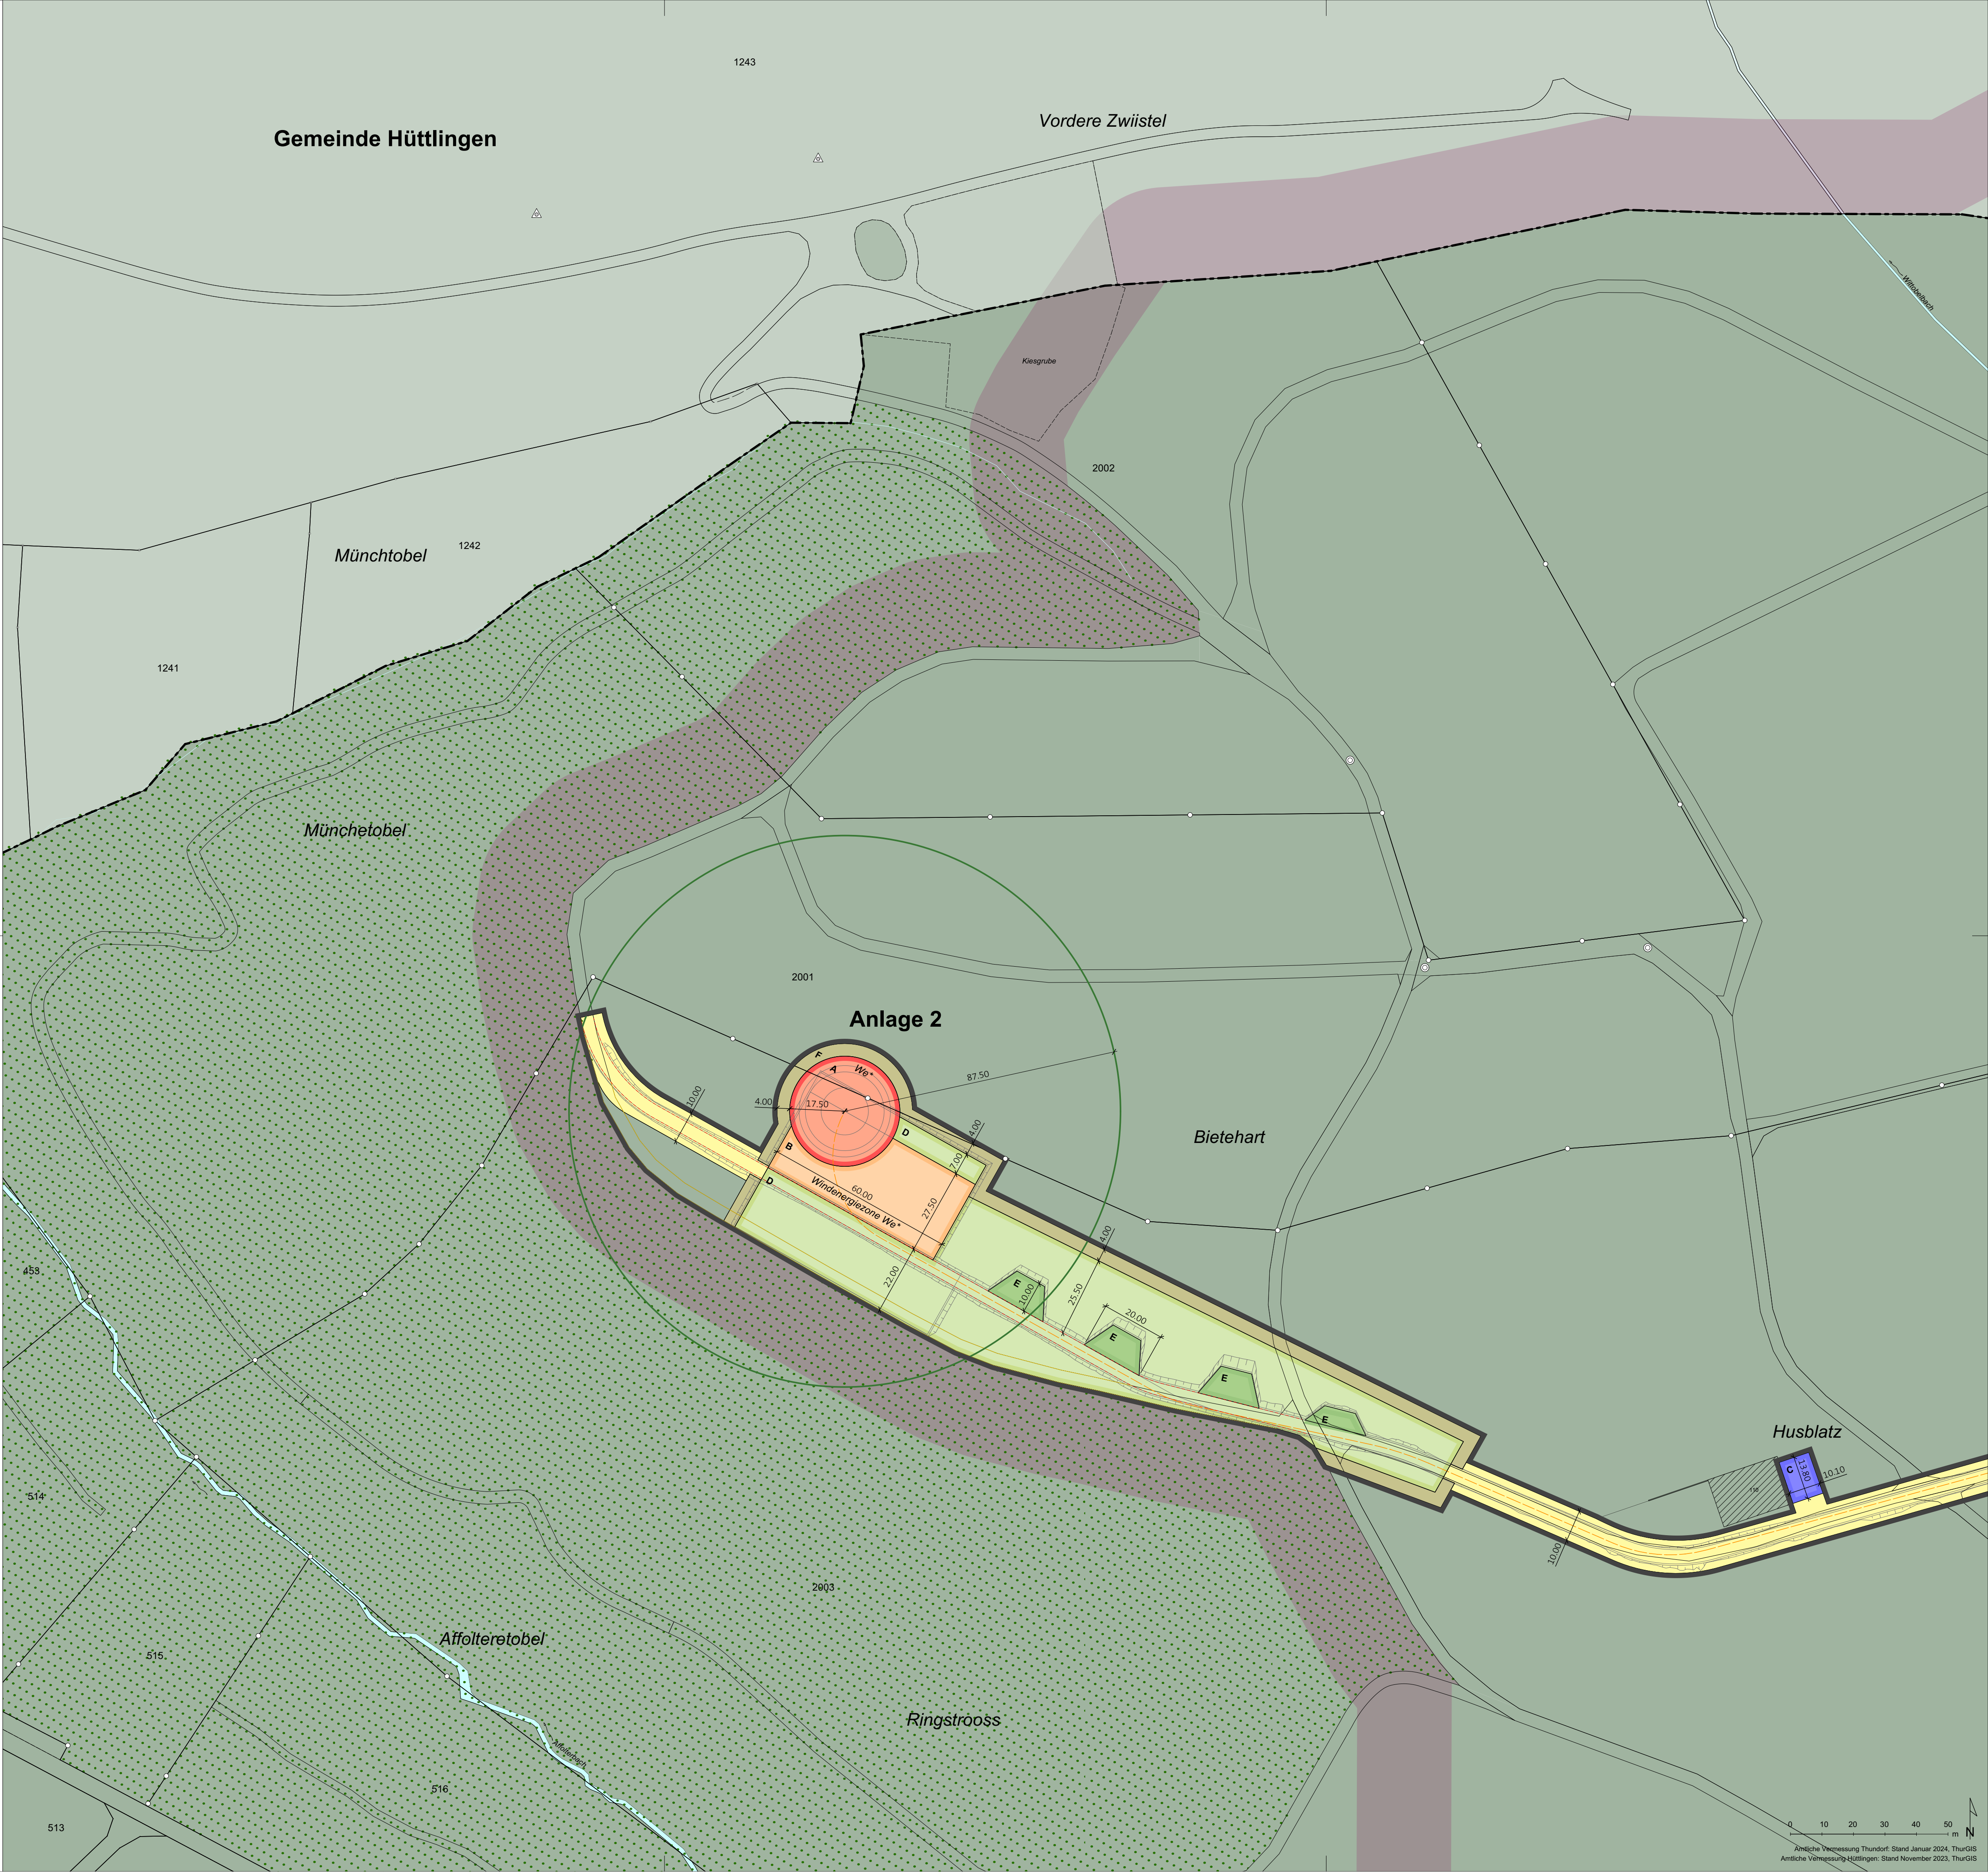 1243
Vordere Zwiistel
Gemeinde Hüttlingen
Wittobelbach
Kiesgrube
2002
Münchtobel
1242
1241
Münchetobel
2001
Anlage 2
F
A
We*
87.50
10.00
4.00
17.50
D
4.00
Bietehart
B
7.00
D
Windenergiezone We*
60.00
27.50
4.00
453
22.00
E
10.00
25.50
20.00
E
E
E
Husblatz
C
13.80
10.10
110
514
10.00
2003
Affolteretobel
515
Ringstrooss
Affolterbach
516
513
0 10 20 30 40 50
m N
Amtliche Vermessung Thundorf: Stand Januar 2024, ThurGIS
Amtliche Vermessung Hüttlingen: Stand November 2023, ThurGIS